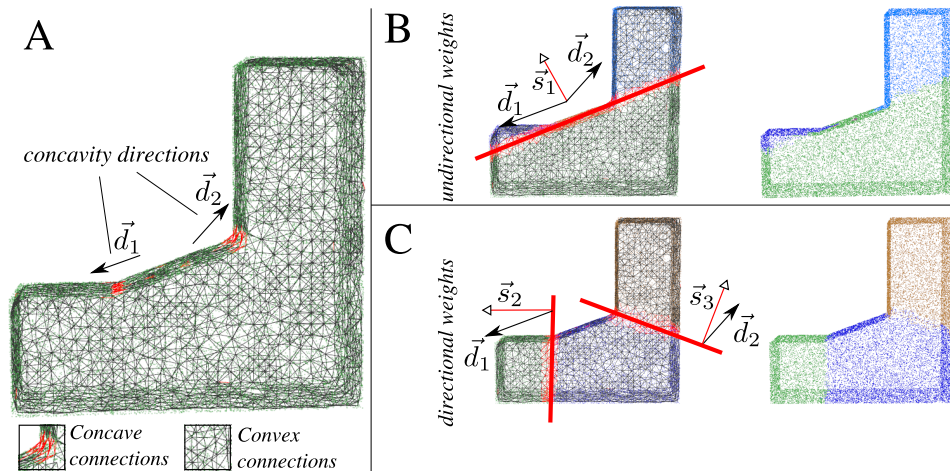 A
concavity directions
d⃗₁
d⃗₂
Concave
connections
Convex
connections
B
undirectional weights
d⃗₁
s⃗₁
d⃗₂
C
directional weights
s⃗₂
d⃗₁
s⃗₃
d⃗₂